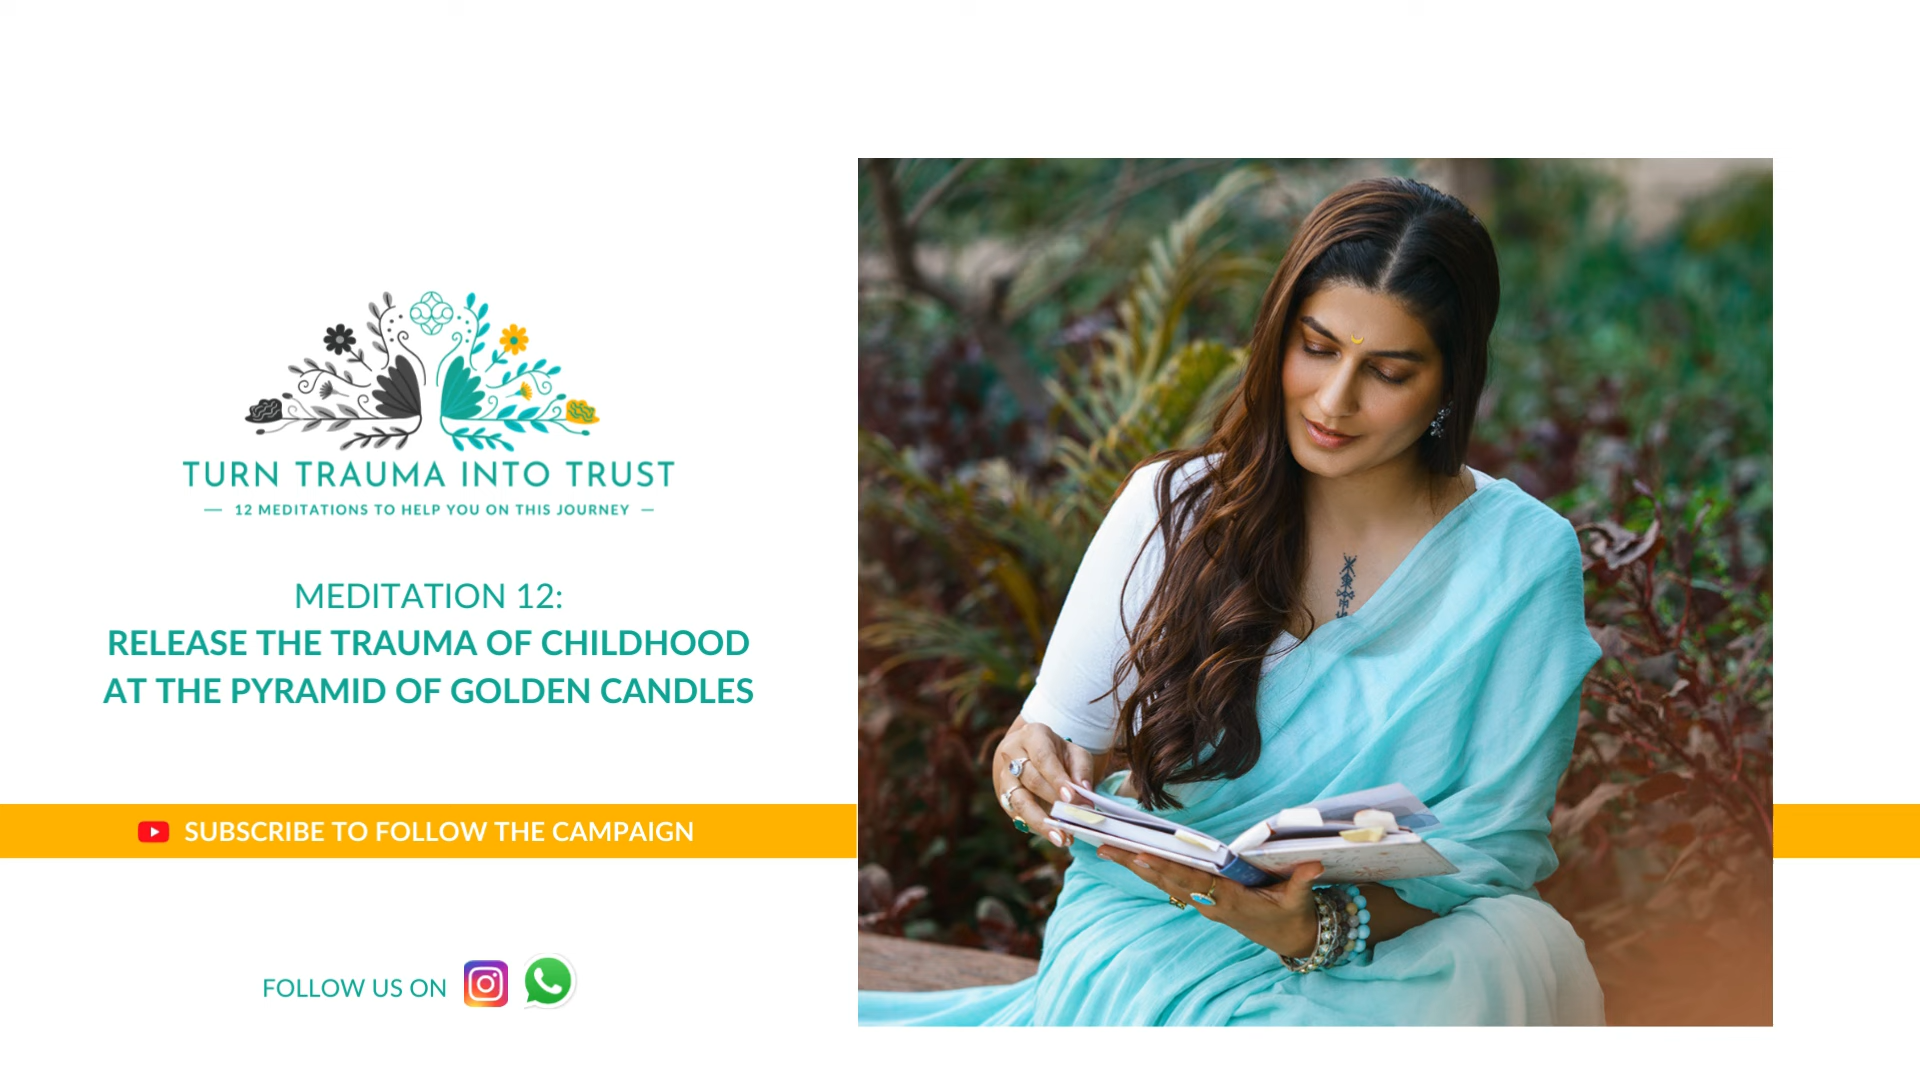 TURN TRAUMA INTO TRUST
12 MEDITATIONS TO HELP YOU ON THIS JOURNEY
MEDITATION 12:
RELEASE THE TRAUMA OF CHILDHOOD
AT THE PYRAMID OF GOLDEN CANDLES
SUBSCRIBE TO FOLLOW THE CAMPAIGN
FOLLOW US ON